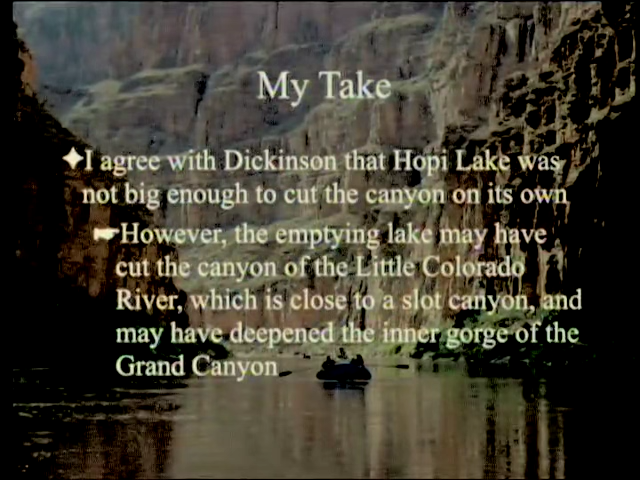 My Take
I agree with Dickinson that Hopi Lake was
not big enough to cut the canyon on its own
However, the emptying lake may have
cut the canyon of the Little Colorado
River, which is close to a slot canyon, and
may have deepened the inner gorge of the
Grand Canyon